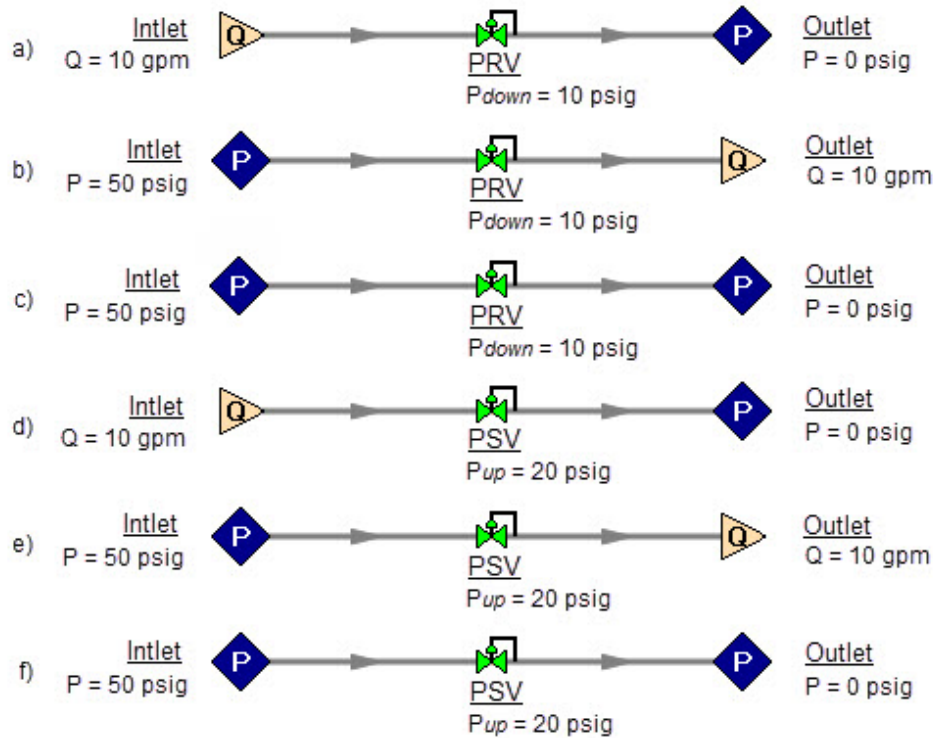 a)
Intlet
Q = 10 gpm
Q
PRV
Pdown = 10 psig
P
Outlet
P = 0 psig
b)
Intlet
P = 50 psig
P
PRV
Pdown = 10 psig
Q
Outlet
Q = 10 gpm
c)
Intlet
P = 50 psig
P
PRV
Pdown = 10 psig
P
Outlet
P = 0 psig
d)
Intlet
Q = 10 gpm
Q
PSV
Pup = 20 psig
P
Outlet
P = 0 psig
e)
Intlet
P = 50 psig
P
PSV
Pup = 20 psig
Q
Outlet
Q = 10 gpm
f)
Intlet
P = 50 psig
P
PSV
Pup = 20 psig
P
Outlet
P = 0 psig